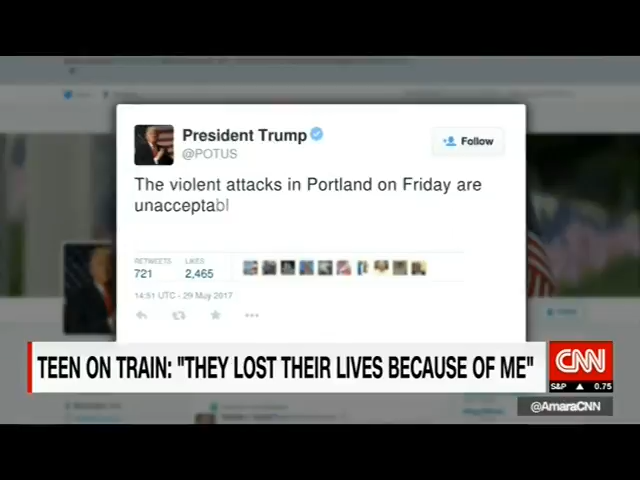 President Trump
@POTUS
Follow
The violent attacks in Portland on Friday are
unacceptabl
RETWEETS
LIKES
721
2,465
14:51 UTC - 29 May 2017
TEEN ON TRAIN: "THEY LOST THEIR LIVES BECAUSE OF ME"
CNN
S&P ▲ 0.75
@AmaraCNN